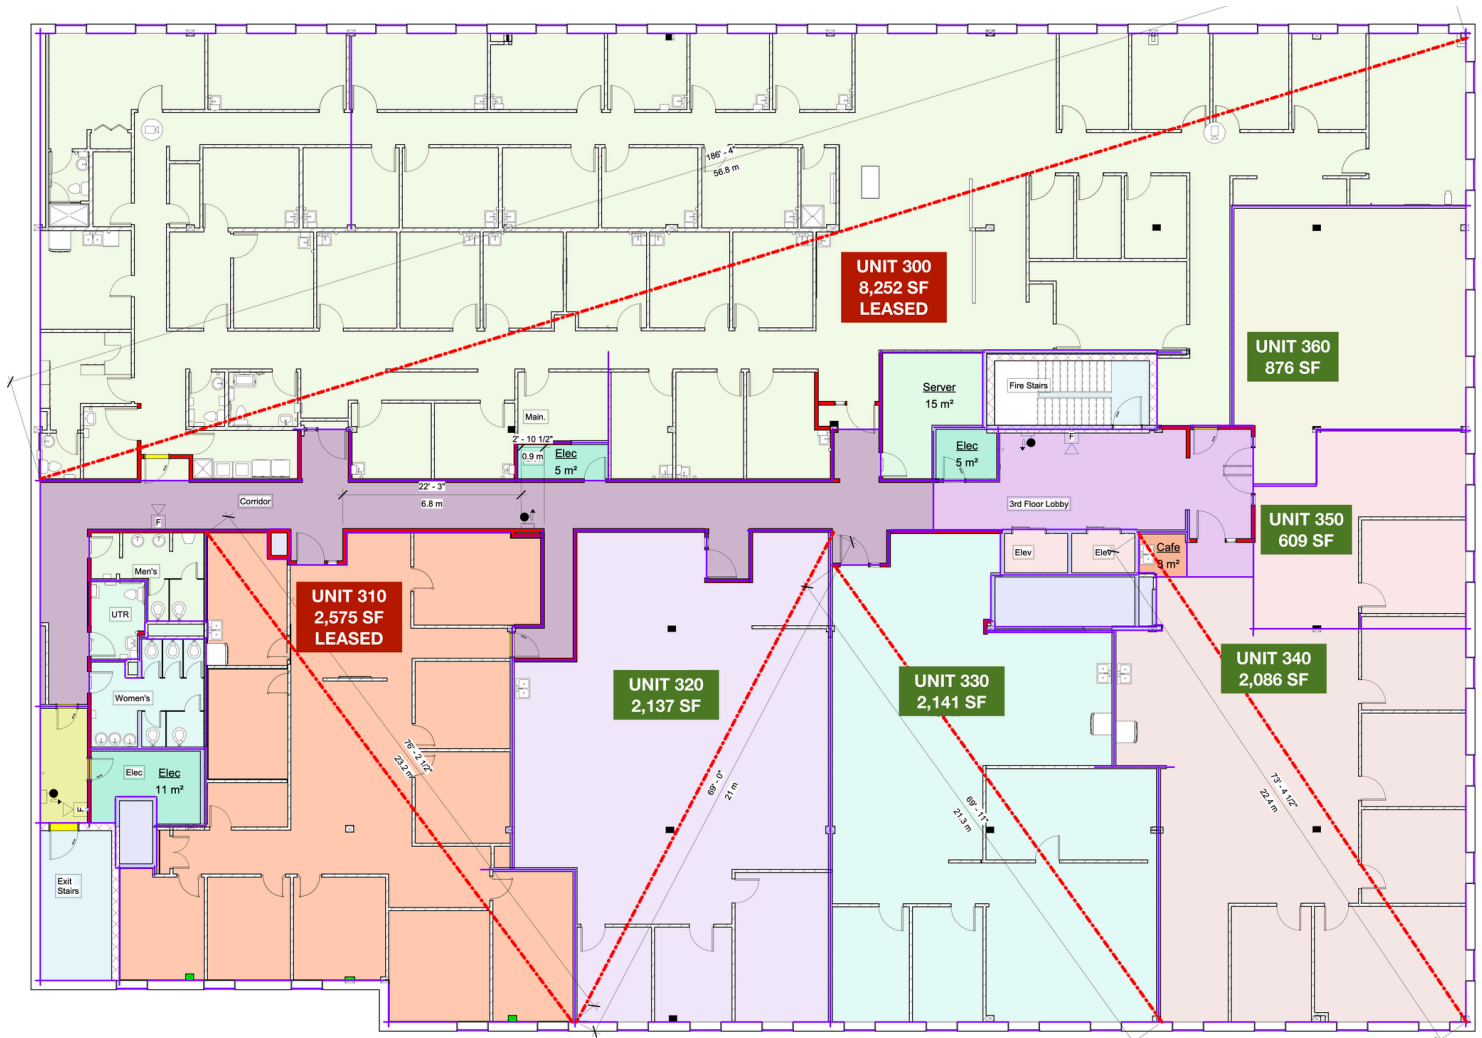 186' - 4"
56.8 m
UNIT 300
8,252 SF
LEASED
UNIT 360
876 SF
Server
15 m²
Fire Stairs
Main.
2' - 10 1/2"
0.9 m
Elec
5 m²
Elec
5 m²
F
22' - 3"
6.8 m
Corridor
F
3rd Floor Lobby
UNIT 350
609 SF
Elev
Elev
Cafe
3 m²
Men's
UTR
Women's
UNIT 310
2,575 SF
LEASED
UNIT 320
2,137 SF
UNIT 330
2,141 SF
UNIT 340
2,086 SF
76' - 2 1/2"
23.2 m
69' - 0"
21 m
69' - 11"
21.3 m
73' - 4 1/2"
22.4 m
Elec
Elec
11 m²
F
Exit
Stairs